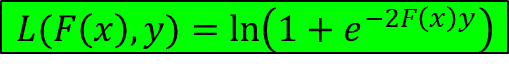 L(F(x), y) = ln(1 + e^{-2F(x)y})